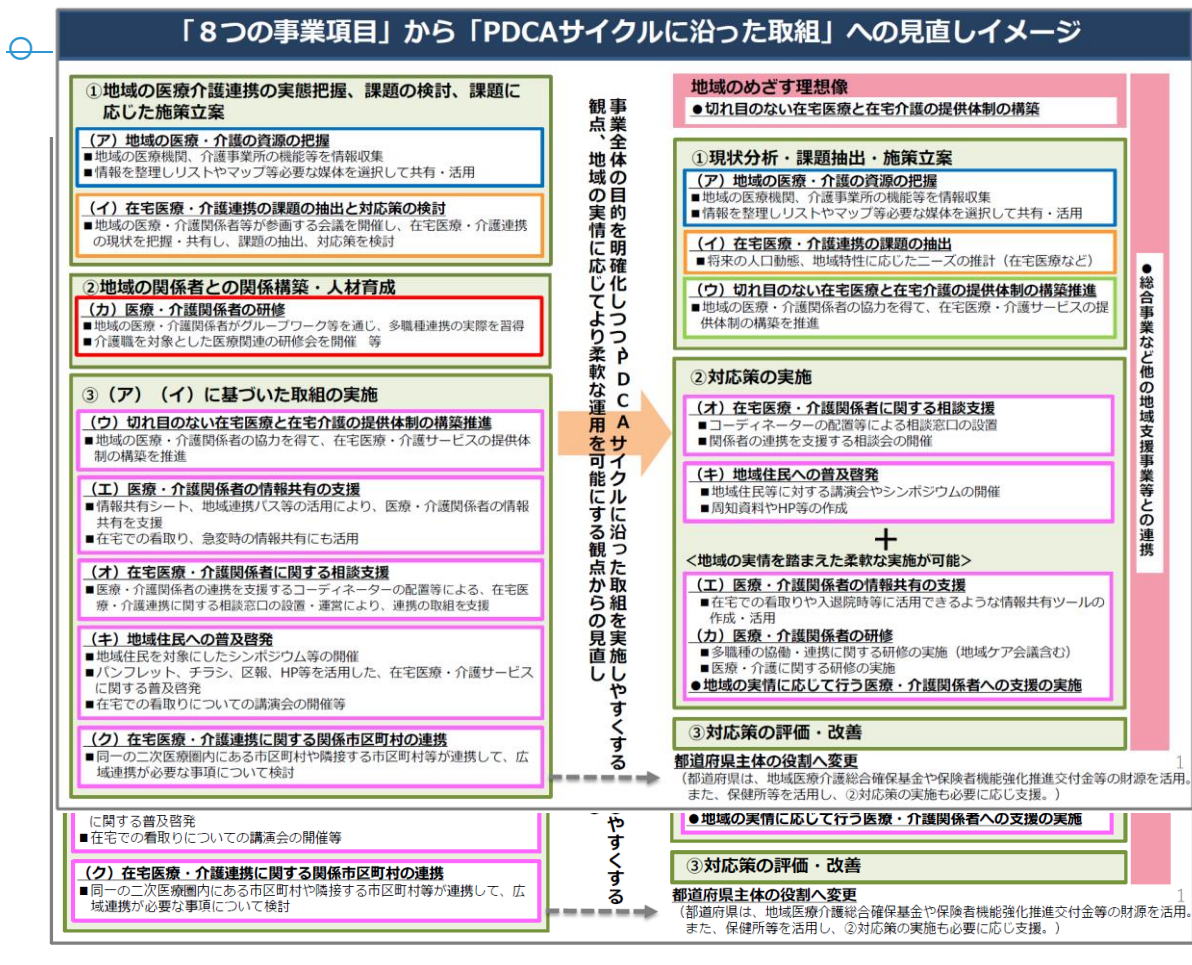 「８つの事業項目」から「PDCAサイクルに沿った取組」への見直しイメージ
①地域の医療介護連携の実態把握、課題の検討、課題に
応じた施策立案
（ア）地域の医療・介護の資源の把握
■地域の医療機関、介護事業所の機能等を情報収集
■情報を整理しリストやマップ等必要な媒体を選択して共有・活用
（イ）在宅医療・介護連携の課題の抽出と対応策の検討
■地域の医療・介護関係者等が参画する会議を開催し、在宅医療・介護連携
の現状を把握・共有し、課題の抽出、対応策を検討
②地域の関係者との関係構築・人材育成
（カ）医療・介護関係者の研修
■地域の医療・介護関係者がグループワーク等を通じ、多職種連携の実際を習得
■介護職を対象とした医療関連の研修会を開催　等
③（ア）（イ）に基づいた取組の実施
（ウ）切れ目のない在宅医療と在宅介護の提供体制の構築推進
■地域の医療・介護関係者の協力を得て、在宅医療・介護サービスの提供体
制の構築を推進
（エ）医療・介護関係者の情報共有の支援
■情報共有シート、地域連携パス等の活用により、医療・介護関係者の情報
共有を支援
■在宅での看取り、急変時の情報共有にも活用
（オ）在宅医療・介護関係者に関する相談支援
■医療・介護関係者の連携を支援するコーディネーターの配置等による、在宅医
療・介護連携に関する相談窓口の設置・運営により、連携の取組を支援
（キ）地域住民への普及啓発
■地域住民を対象にしたシンポジウム等の開催
■パンフレット、チラシ、区報、HP等を活用した、在宅医療・介護サービス
に関する普及啓発
■在宅での看取りについての講演会の開催等
（ク）在宅医療・介護連携に関する関係市区町村の連携
■同一の二次医療圏内にある市区町村や隣接する市区町村等が連携して、広
域連携が必要な事項について検討
事業全体の目的を明確化しつつ、PDCAサイクルに沿った取組を実施しやすくする
観点、地域の実情に応じてより柔軟な運用を可能にする観点からの見直し
地域のめざす理想像
●切れ目のない在宅医療と在宅介護の提供体制の構築
①現状分析・課題抽出・施策立案
（ア）地域の医療・介護の資源の把握
■地域の医療機関、介護事業所の機能等を情報収集
■情報を整理しリストやマップ等必要な媒体を選択して共有・活用
（イ）在宅医療・介護連携の課題の抽出
■将来の人口動態、地域特性に応じたニーズの推計（在宅医療など）
（ウ）切れ目のない在宅医療と在宅介護の提供体制の構築推進
■地域の医療・介護関係者の協力を得て、在宅医療・介護サービスの提
供体制の構築を推進
②対応策の実施
（オ）在宅医療・介護関係者に関する相談支援
■コーディネーターの配置等による相談窓口の設置
■関係者の連携を支援する相談会の開催
（キ）地域住民への普及啓発
■地域住民等に対する講演会やシンポジウムの開催
■周知資料やHP等の作成
＋
<地域の実情を踏まえた柔軟な実施が可能>
（エ）医療・介護関係者の情報共有の支援
■在宅での看取りや入退院時等に活用できるような情報共有ツールの
作成・活用
（カ）医療・介護関係者の研修
■多職種の協働・連携に関する研修の実施（地域ケア会議含む）
■医療・介護に関する研修の実施
●地域の実情に応じて行う医療・介護関係者への支援の実施
③対応策の評価・改善
●総合事業など他の地域支援事業等との連携
都道府県主体の役割へ変更
（都道府県は、地域医療介護総合確保基金や保険者機能強化推進交付金等の財源を活用。
また、保健所等を活用し、②対応策の実施も必要に応じ支援。）
1
に関する普及啓発
■在宅での看取りについての講演会の開催等
（ク）在宅医療・介護連携に関する関係市区町村の連携
■同一の二次医療圏内にある市区町村や隣接する市区町村等が連携して、広
域連携が必要な事項について検討
やすくする
●地域の実情に応じて行う医療・介護関係者への支援の実施
③対応策の評価・改善
都道府県主体の役割へ変更
（都道府県は、地域医療介護総合確保基金や保険者機能強化推進交付金等の財源を活用。
また、保健所等を活用し、②対応策の実施も必要に応じ支援。）
1